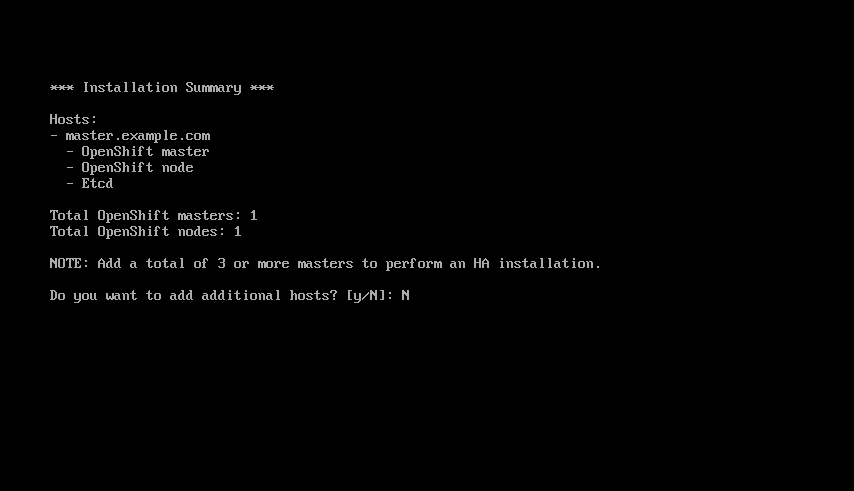 *** Installation Summary ***
Hosts:
- master.example.com
- OpenShift master
- OpenShift node
- Etcd
Total OpenShift masters: 1
Total OpenShift nodes: 1
NOTE: Add a total of 3 or more masters to perform an HA installation.
Do you want to add additional hosts? [y/N]: N